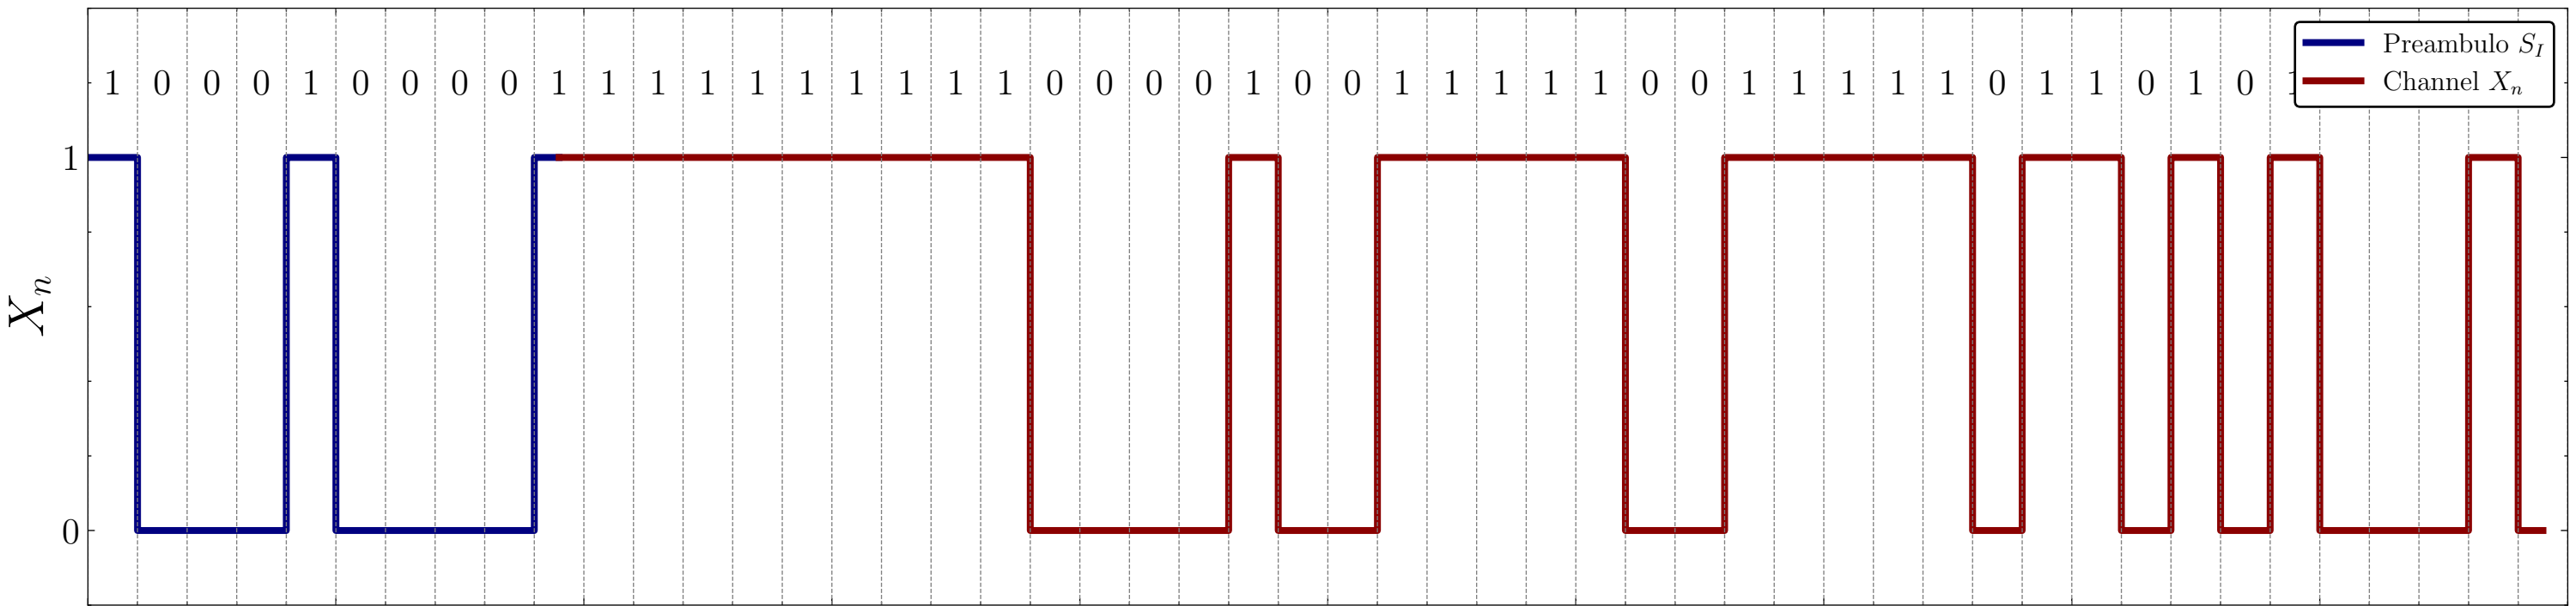 Preambulo S_I
Channel X_n
1 0 0 0 1 0 0 0 0 1 1 1 1 1 1 1 1 1 1 0 0 0 0 1 0 0 1 1 1 1 1 0 0 1 1 1 1 1 0 1 1 0 1 0
1
X_n
0